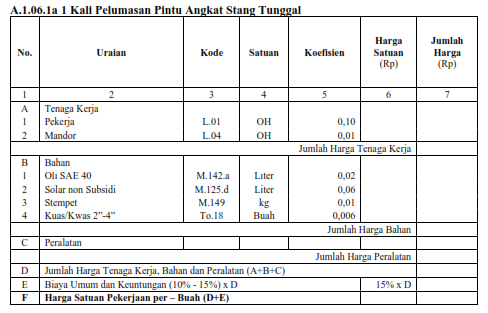 A.1.06.1a 1 Kali Pelumasan Pintu Angkat Stang Tunggal
No. Uraian Kode Satuan Koefisien Harga Satuan (Rp) Jumlah Harga (Rp)
1 2 3 4 5 6 7
A Tenaga Kerja
1 Pekerja L.01 OH 0,10
2 Mandor L.04 OH 0,01
Jumlah Harga Tenaga Kerja
B Bahan
1 Oli SAE 40 M.142.a Liter 0,02
2 Solar non Subsidi M.125.d Liter 0,06
3 Stempet M.149 kg 0,01
4 Kuas/Kwas 2”-4” To.18 Buah 0,006
Jumlah Harga Bahan
C Peralatan
Jumlah Harga Peralatan
D Jumlah Harga Tenaga Kerja, Bahan dan Peralatan (A+B+C)
E Biaya Umum dan Keuntungan (10% - 15%) x D 15% x D
F Harga Satuan Pekerjaan per – Buah (D+E)